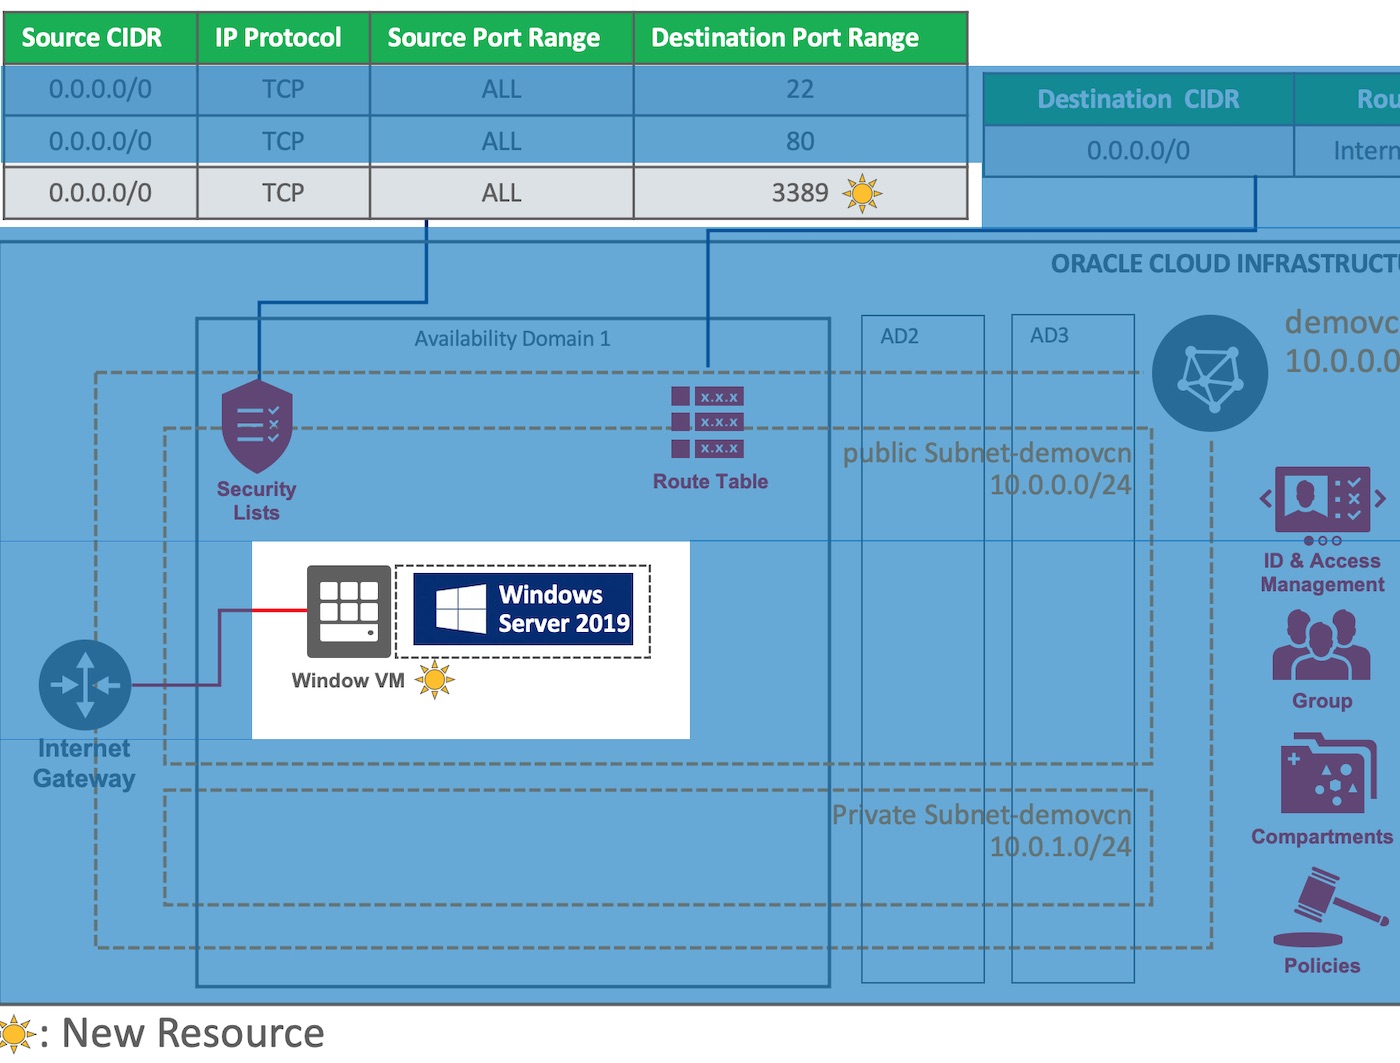 Source CIDR IP Protocol Source Port Range Destination Port Range
0.0.0.0/0 TCP ALL 22
0.0.0.0/0 TCP ALL 80
0.0.0.0/0 TCP ALL 3389
Destination CIDR Rou
0.0.0.0/0 Intern
ORACLE CLOUD INFRASTRUCT
demovc
10.0.0.0
Availability Domain 1
AD2
AD3
x.x.x
x.x.x
x.x.x
Route Table
Security
Lists
public Subnet-demovcn
10.0.0.0/24
Windows
Server 2019
Window VM
Internet
Gateway
Private Subnet-demovcn
10.0.1.0/24
ID & Access
Management
Group
Compartments
Policies
: New Resource